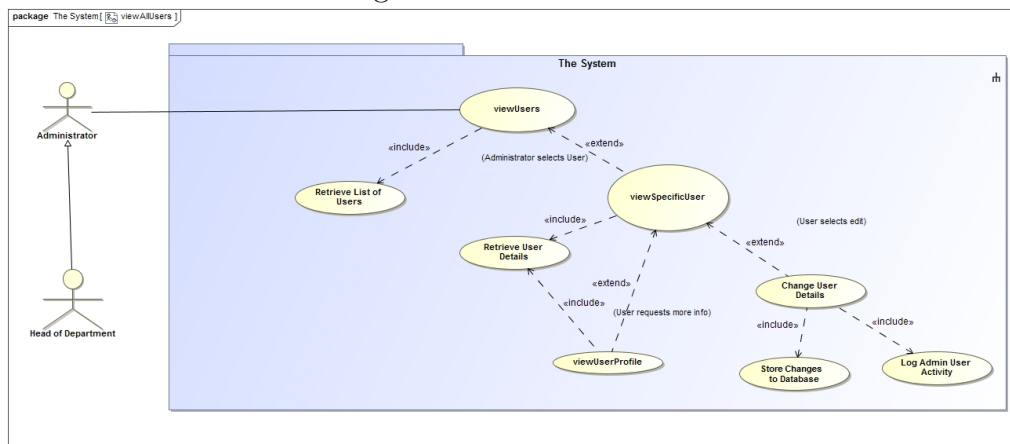 package The System[ viewAllUsers ]
The System
viewUsers
Administrator
«include»
«extend»
(Administrator selects User)
Retrieve List of
Users
viewSpecificUser
(User selects edit)
«include»
«extend»
Retrieve User
Details
«extend»
Change User
Details
«include»
(User requests more info)
Head of Department
«include»
«include»
viewUserProfile
Store Changes
to Database
Log Admin User
Activity